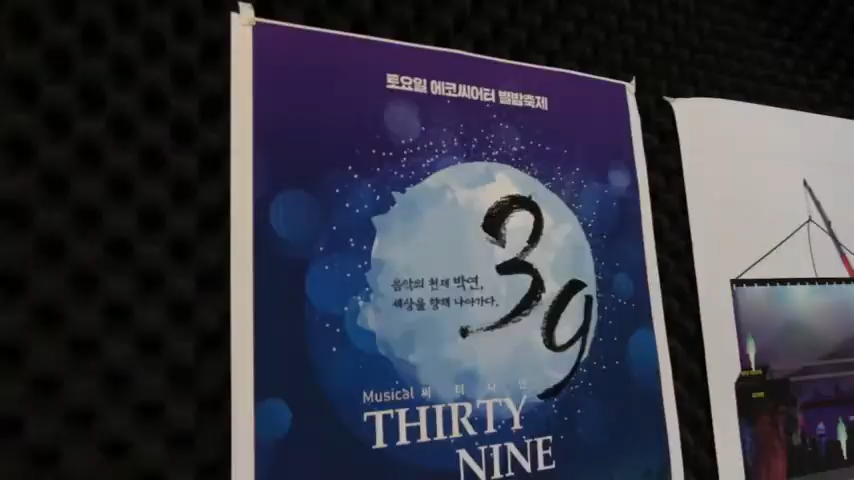 토요일 에코씨어터 별밤축제
39
음악의 천재 박연,
세상을 향해 나아가다.
Musical 써 티 나 인
THIRTY
NINE